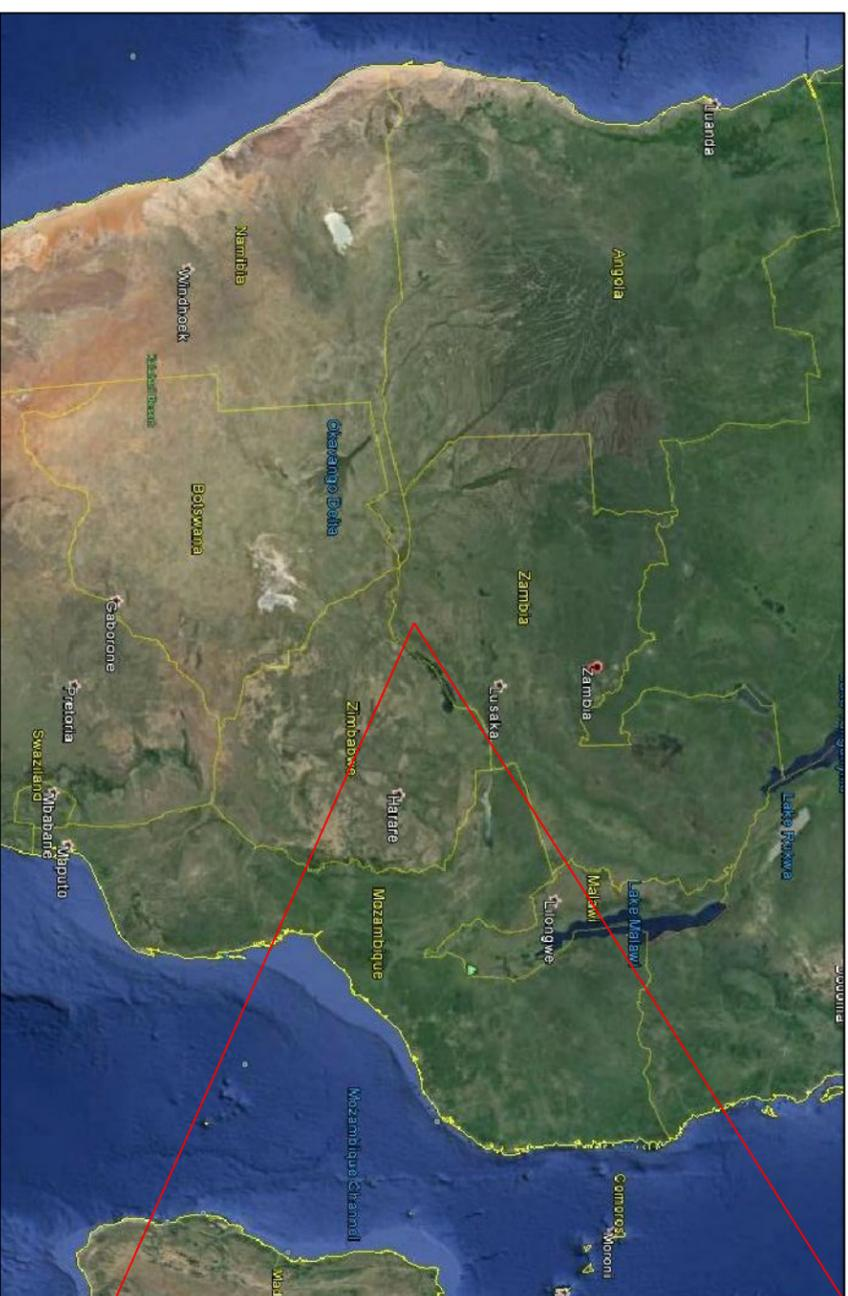 Luanda
Angola
Namibia
Windhoek
Okavango Delta
Botswana
Zambia
Zambia
Lusaka
Gaborone
Pretoria
Zimbabwe
Harare
Swaziland
Mbabane
Maputo
Lake Rukwa
Malawi
Lake Malawi
Lilongwe
Mozambique
Mozambique Channel
Comoros
Moroni
Mad